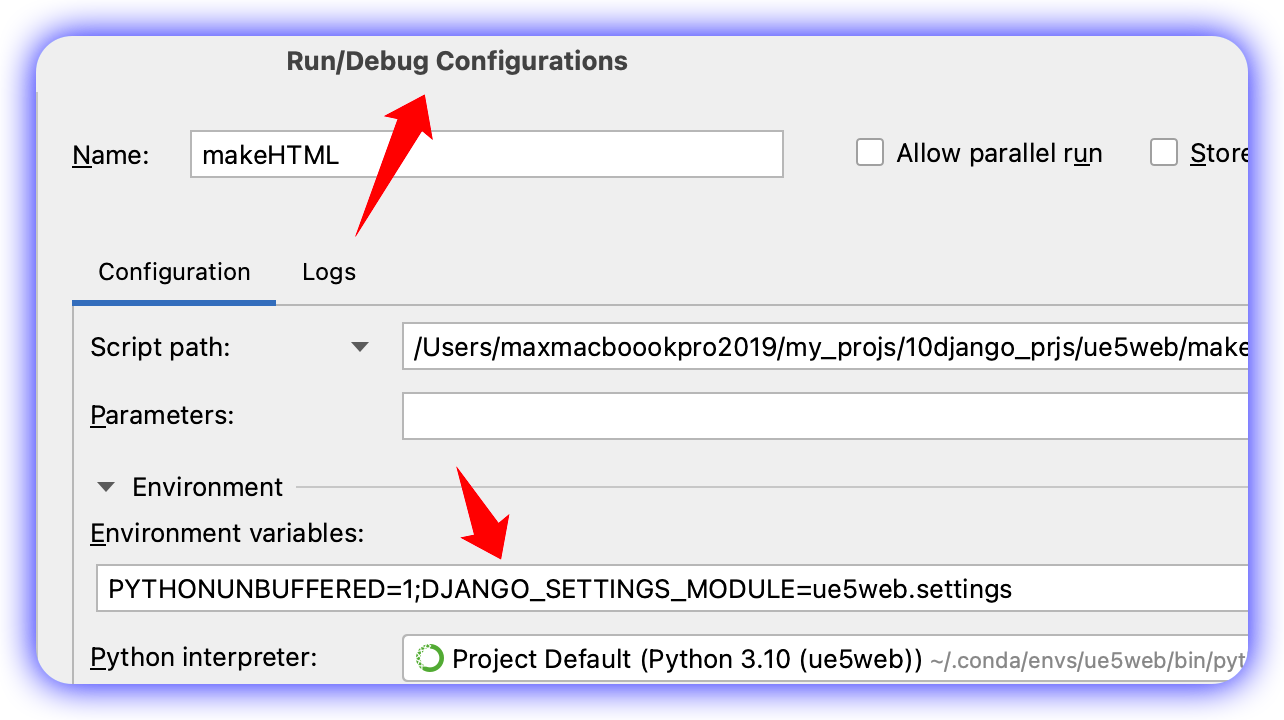 Run/Debug Configurations
Name: makeHTML Allow parallel run Store
Configuration Logs
Script path: /Users/maxmacboookpro2019/my_projs/10django_prjs/ue5web/make
Parameters:
Environment
Environment variables:
PYTHONUNBUFFERED=1;DJANGO_SETTINGS_MODULE=ue5web.settings
Python interpreter: Project Default (Python 3.10 (ue5web)) ~/.conda/envs/ue5web/bin/pyt